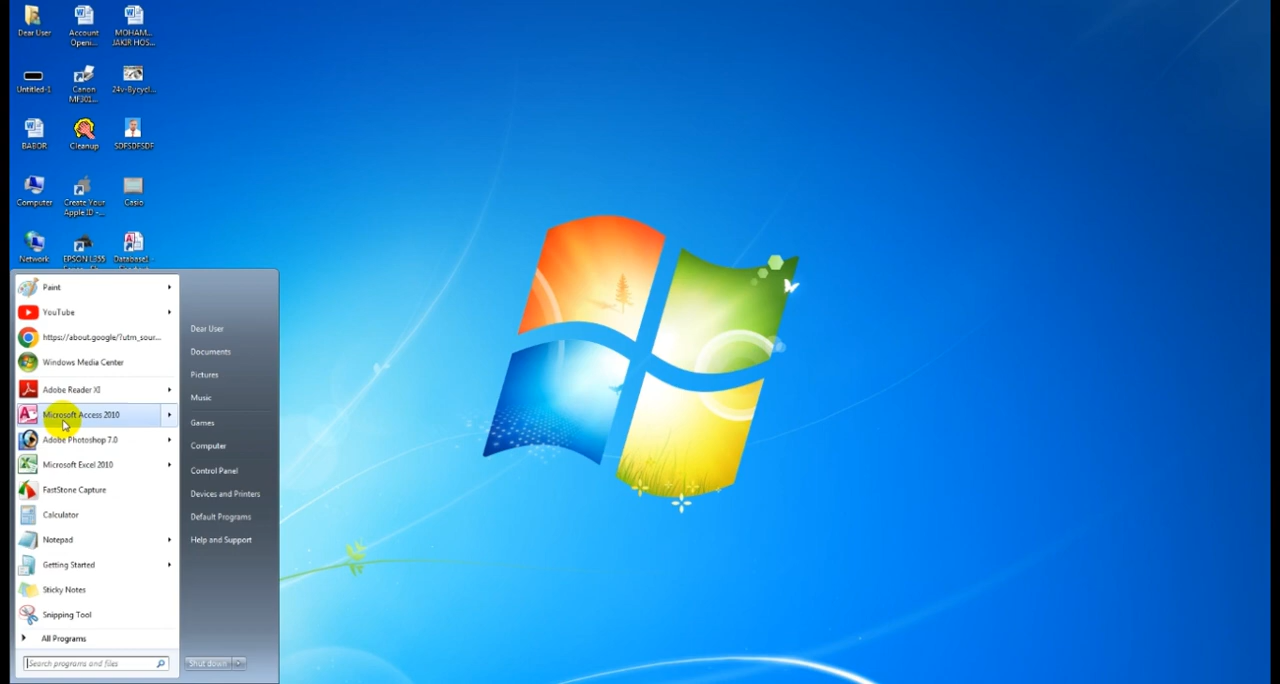 Dear User
Account
Openi...
MOHAM...
JAKIR HOS...
Untitled-1
Canon
MF301...
24v-Bycycl...
BABOR
Cleanup
SDFSDFSDF
Computer
Create Your
Apple ID -...
Casio
Network
EPSON L355
Database1 -
Paint
YouTube
https://about.google/?utm_sour...
Windows Media Center
Adobe Reader XI
Microsoft Access 2010
Adobe Photoshop 7.0
Microsoft Excel 2010
FastStone Capture
Calculator
Notepad
Getting Started
Sticky Notes
Snipping Tool
All Programs
Search programs and files
Dear User
Documents
Pictures
Music
Games
Computer
Control Panel
Devices and Printers
Default Programs
Help and Support
Shut down